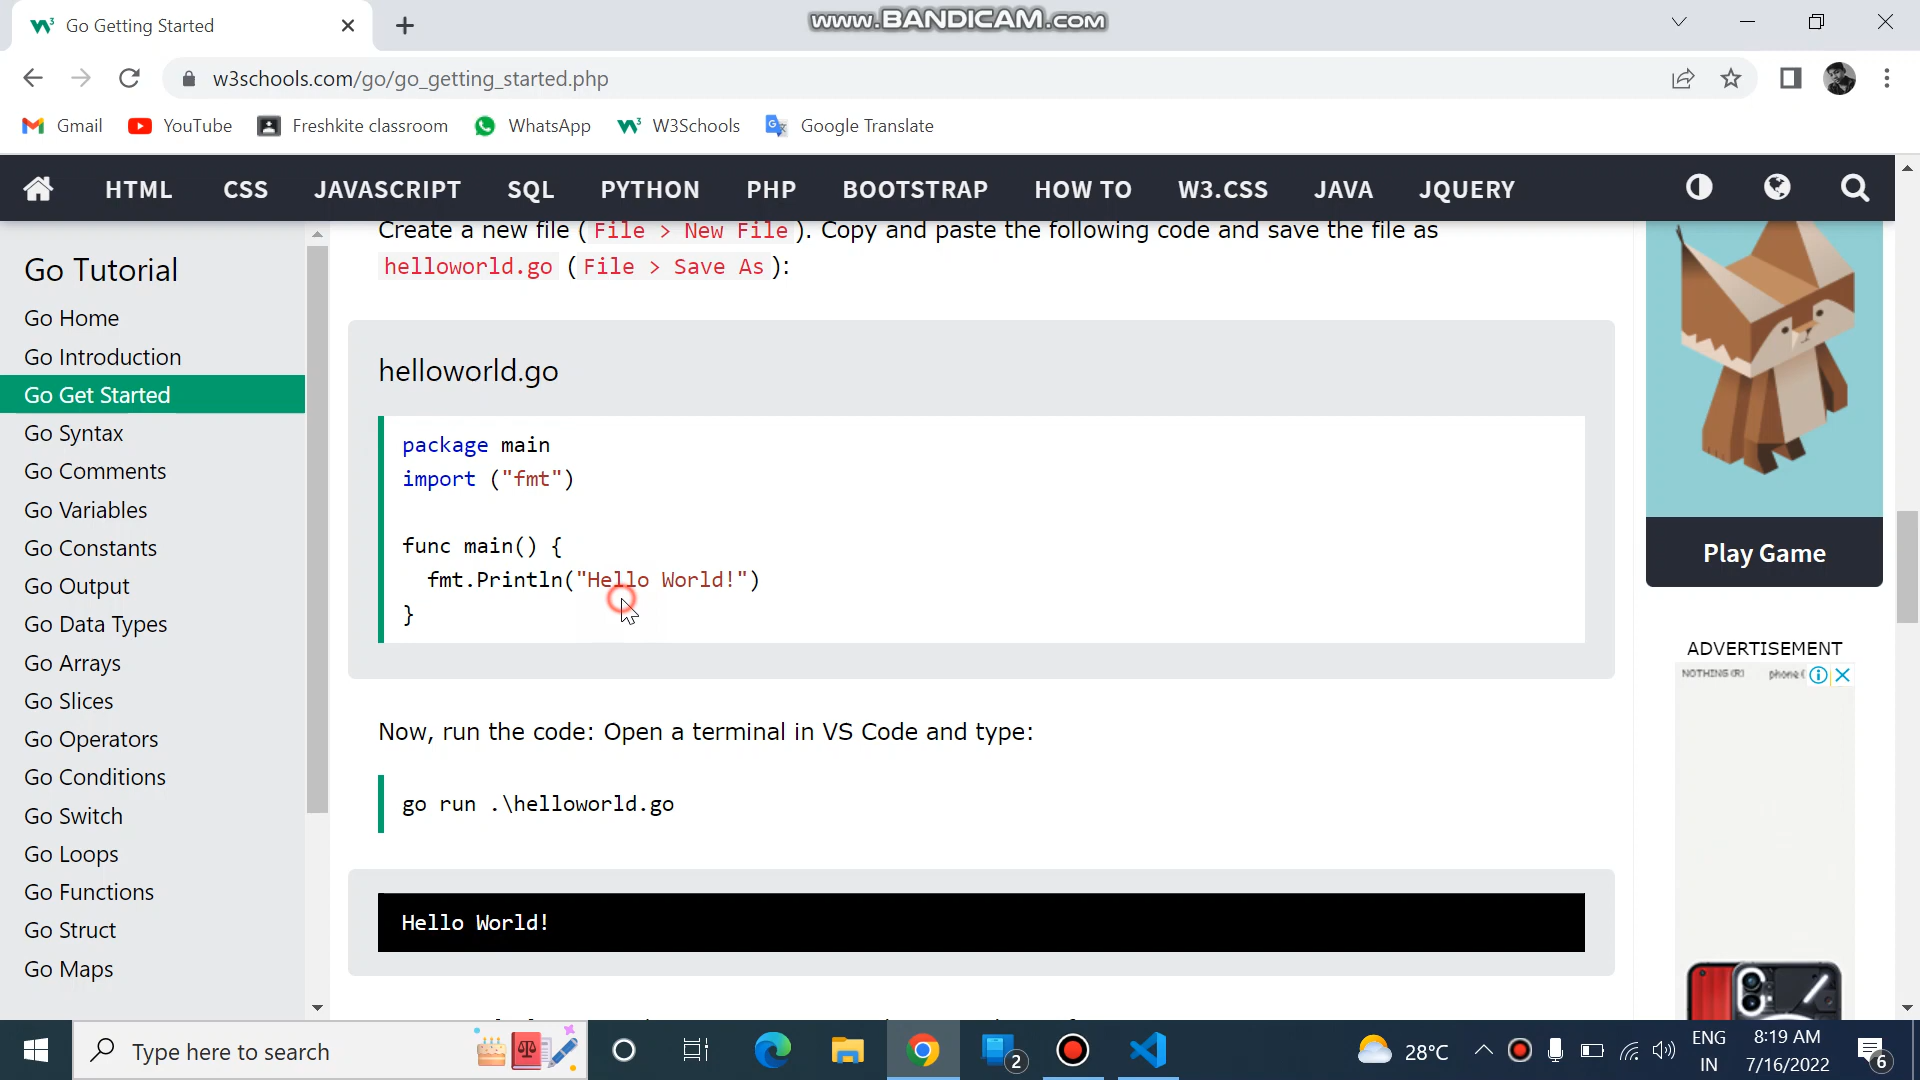 Go Getting Started
www.BANDICAM.com
w3schools.com/go/go_getting_started.php
Gmail
YouTube
Freshkite classroom
WhatsApp
W3Schools
Google Translate
HTML
CSS
JAVASCRIPT
SQL
PYTHON
PHP
BOOTSTRAP
HOW TO
W3.CSS
JAVA
JQUERY
Go Tutorial
Go Home
Go Introduction
Go Get Started
Go Syntax
Go Comments
Go Variables
Go Constants
Go Output
Go Data Types
Go Arrays
Go Slices
Go Operators
Go Conditions
Go Switch
Go Loops
Go Functions
Go Struct
Go Maps
Create a new file ( File > New File ). Copy and paste the following code and save the file as
helloworld.go ( File > Save As ):
helloworld.go
package main
import ("fmt")
func main() {
fmt.Println("Hello World!")
}
Now, run the code: Open a terminal in VS Code and type:
go run .\helloworld.go
Hello World!
Play Game
ADVERTISEMENT
NOTHING (R)
phone (
Type here to search
2
28°C
ENG
IN
8:19 AM
7/16/2022
6